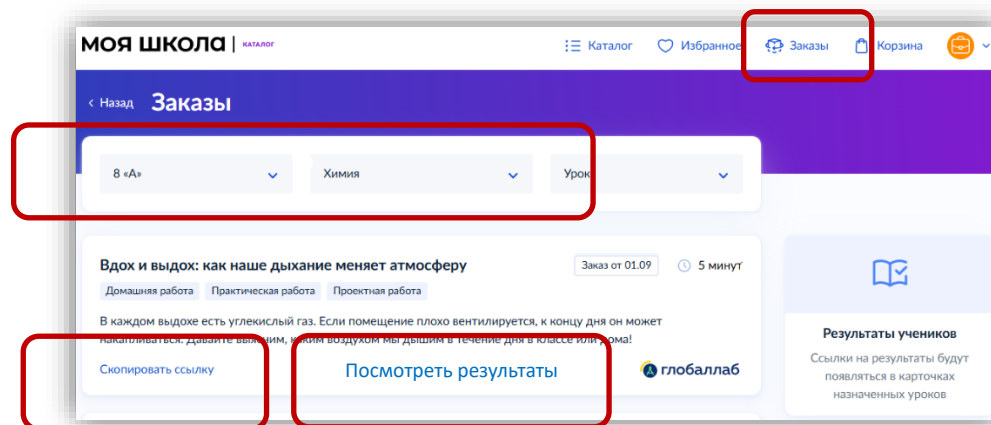 МОЯ ШКОЛА | КАТАЛОГ
Каталог Избранное Заказы Корзина
Назад Заказы
8 «А» Химия Урок
Вдох и выдох: как наше дыхание меняет атмосферу Заказ от 01.09 5 минут
Домашняя работа Практическая работа Проектная работа
В каждом выдохе есть углекислый газ. Если помещение плохо вентилируется, к концу дня он может
накапливаться. Давайте выясним, каким воздухом мы дышим в течение дня в классе или дома!
Скопировать ссылку Посмотреть результаты глобаллаб
Результаты учеников
Ссылки на результаты будут
появляться в карточках
назначенных уроков